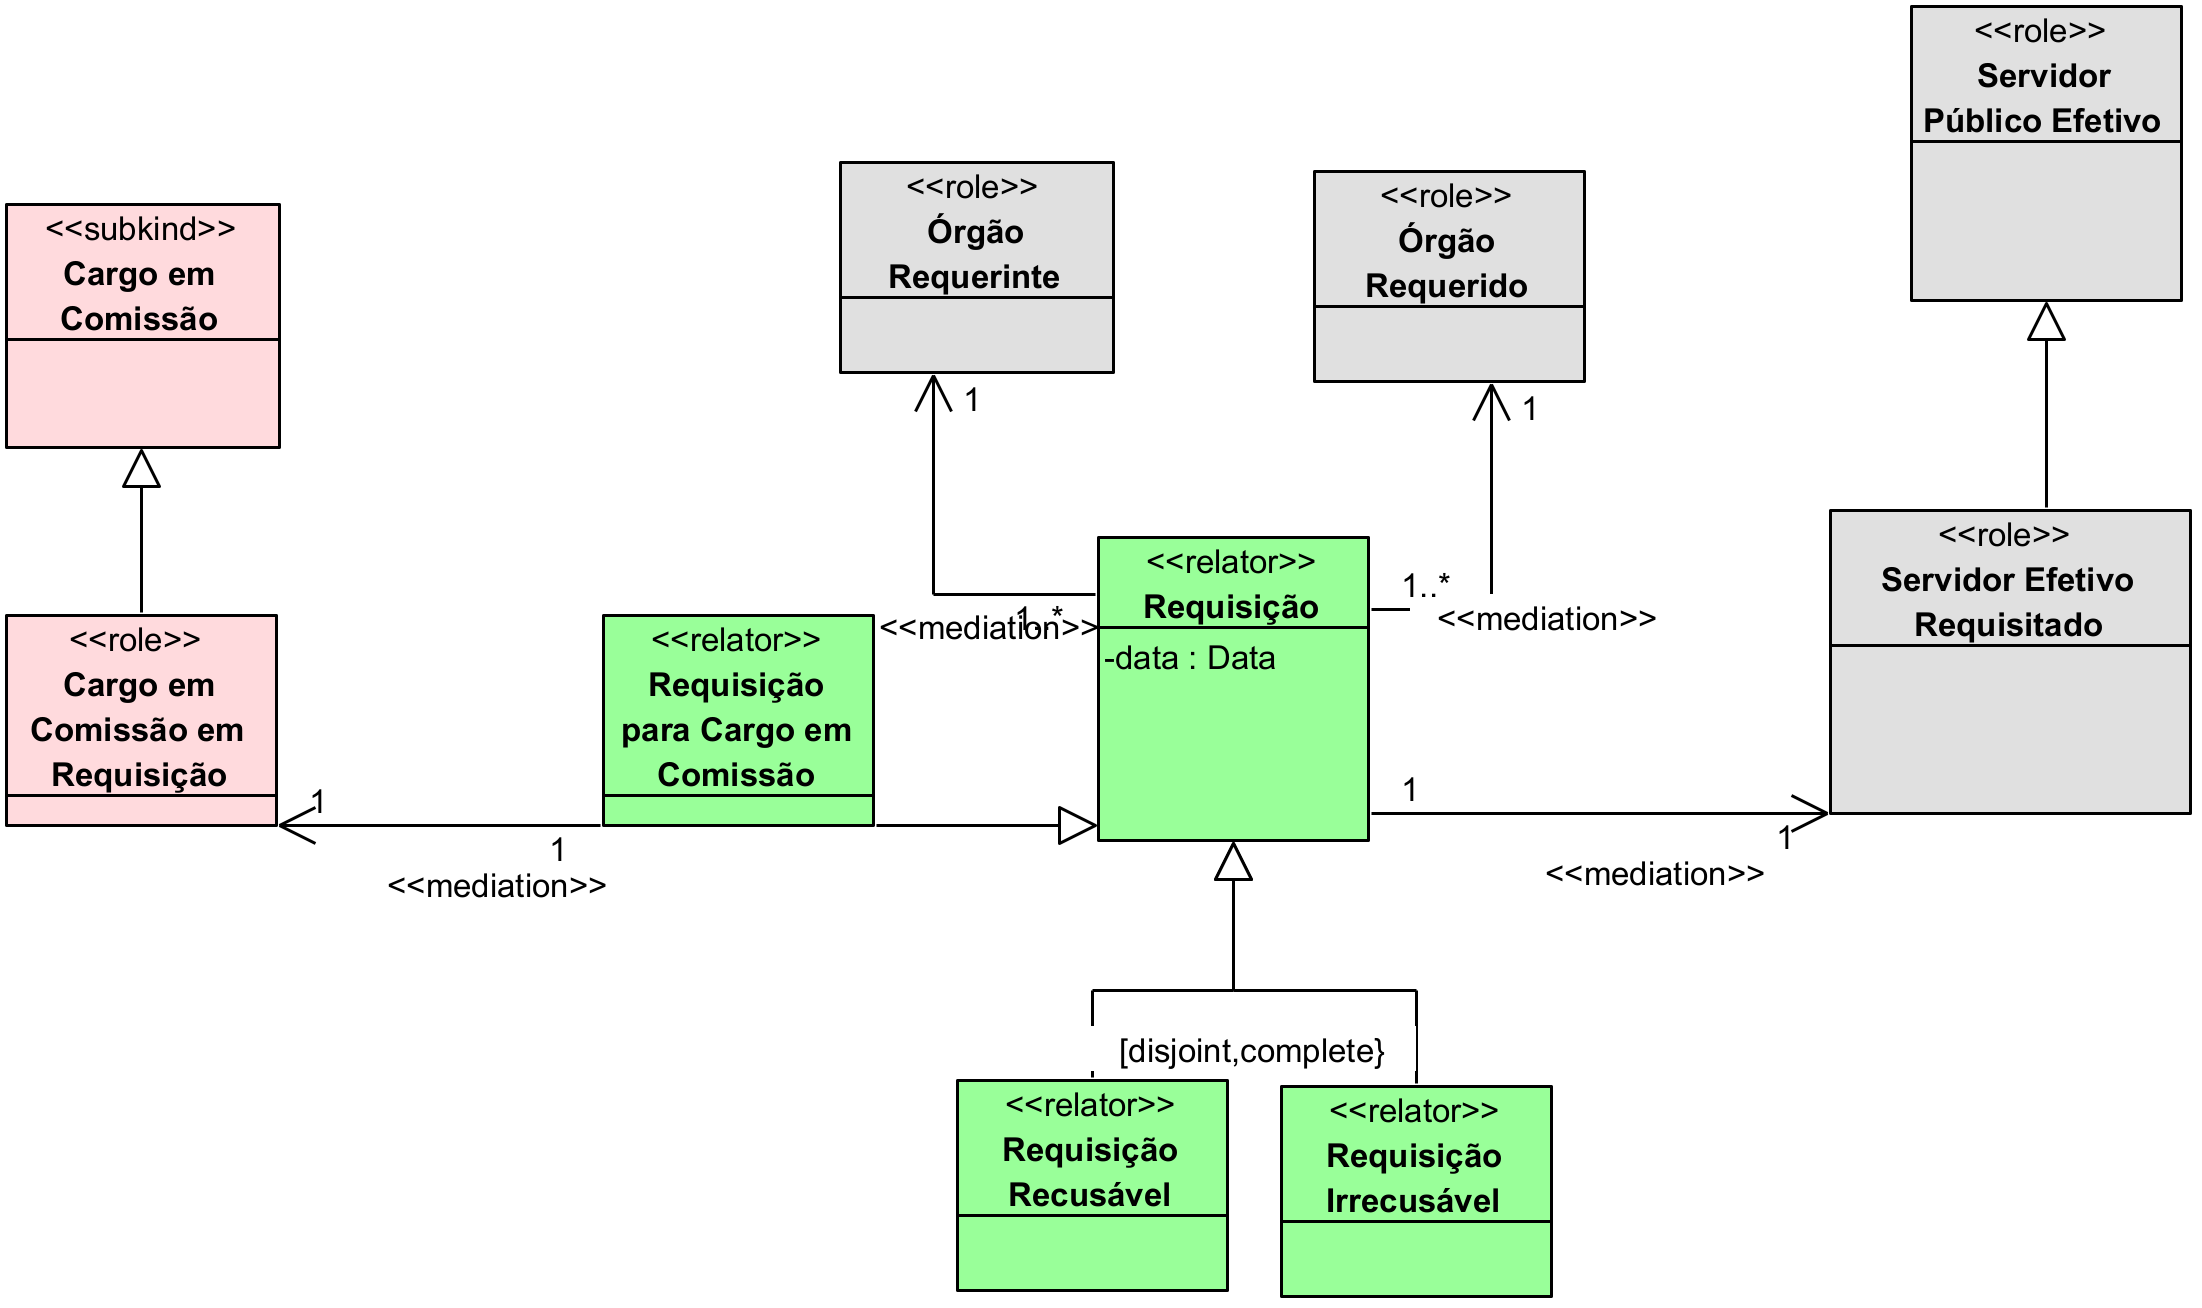 <<role>>
Servidor
Público Efetivo
<<role>>
Órgão
Requerinte
<<role>>
Órgão
Requerido
<<subkind>>
Cargo em
Comissão
1
1
<<relator>>
Requisição
-data : Data
1..*
<<mediation>>
1..*
<<mediation>>
<<role>>
Servidor Efetivo
Requisitado
<<role>>
Cargo em
Comissão em
Requisição
<<relator>>
Requisição
para Cargo em
Comissão
1
1
<<mediation>>
1
1
<<mediation>>
[disjoint,complete}
<<relator>>
Requisição
Recusável
<<relator>>
Requisição
Irrecusável